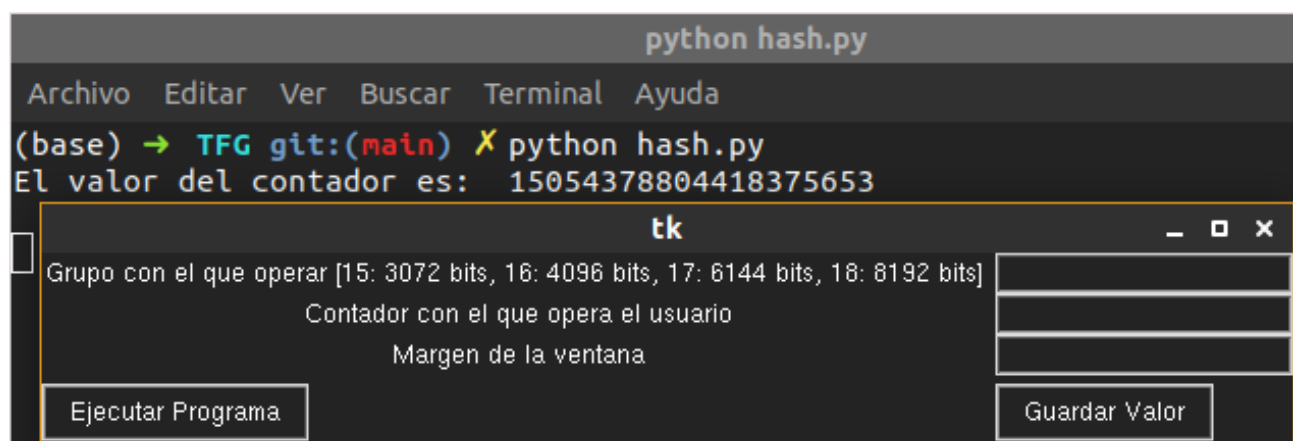 python hash.py
Archivo Editar Ver Buscar Terminal Ayuda
(base) → TFG git:(main) ✗ python hash.py
El valor del contador es: 15054378804418375653
tk
Grupo con el que operar [15: 3072 bits, 16: 4096 bits, 17: 6144 bits, 18: 8192 bits]
Contador con el que opera el usuario
Margen de la ventana
Ejecutar Programa Guardar Valor